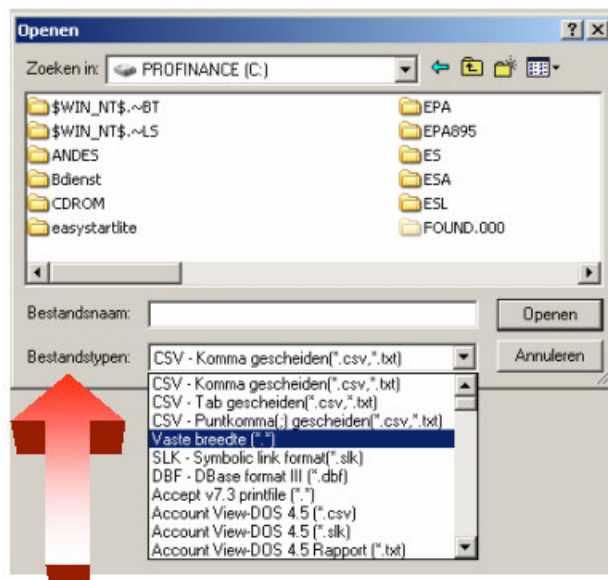 Openen
Zoeken in: PROFINANCE (C:)
$WIN_NT$.~BT
$WIN_NT$.~LS
ANDES
Bdienst
CDROM
easystartlite
EPA
EPA895
ES
ESA
ESL
FOUND.000
Bestandsnaam:
Openen
Bestandstypen: CSV - Komma gescheiden(*.csv,*.txt)
Annuleren
CSV - Komma gescheiden(*.csv,*.txt)
CSV - Tab gescheiden(*.csv,*.txt)
CSV - Puntkomma(;) gescheiden(*.csv,*.txt)
Vaste breedte (*.*)
SLK - Symbolic link format(*.slk)
DBF - DBase format III (*.dbf)
Accept v7.3 printfile (*.*)
Account View-DOS 4.5 (*.csv)
Account View-DOS 4.5 (*.slk)
Account View-DOS 4.5 Rapport (*.txt)